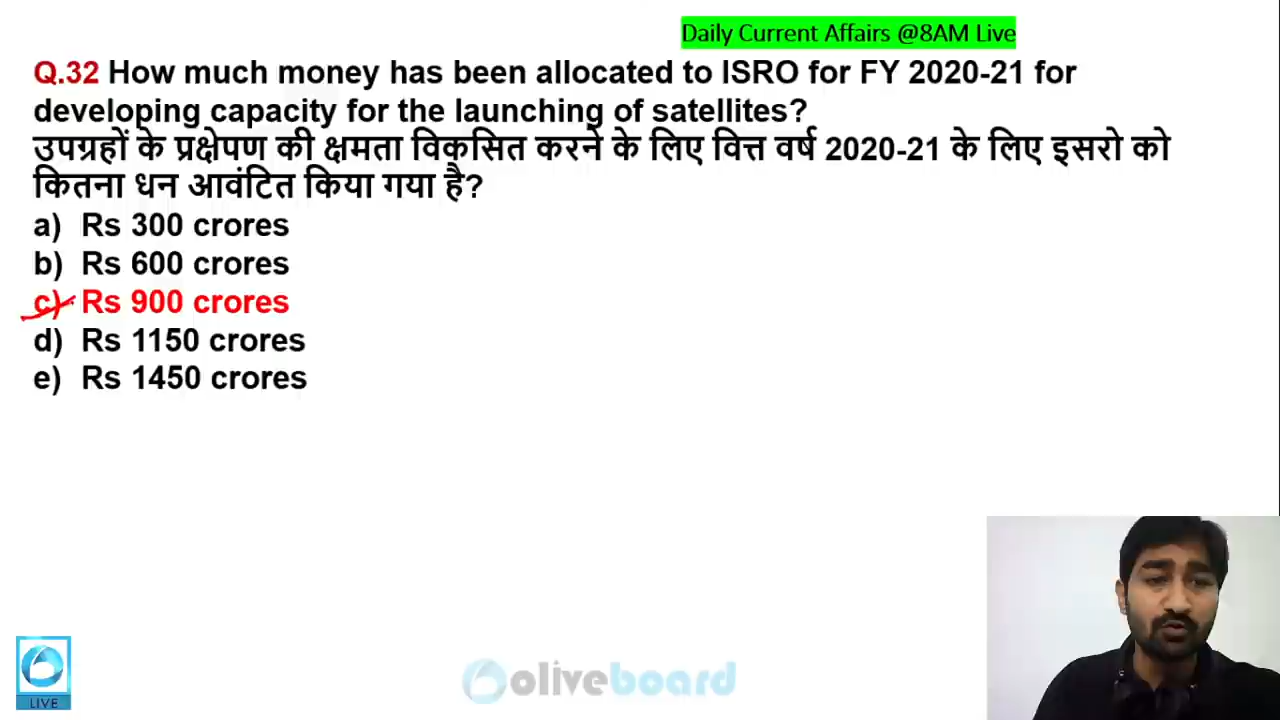 Daily Current Affairs @8AM Live
Q.32 How much money has been allocated to ISRO for FY 2020-21 for
developing capacity for the launching of satellites?
उपग्रहों के प्रक्षेपण की क्षमता विकसित करने के लिए वित्त वर्ष 2020-21 के लिए इसरो को
कितना धन आवंटित किया गया है?
a) Rs 300 crores
b) Rs 600 crores
c) Rs 900 crores
d) Rs 1150 crores
e) Rs 1450 crores
LIVE
oliveboard